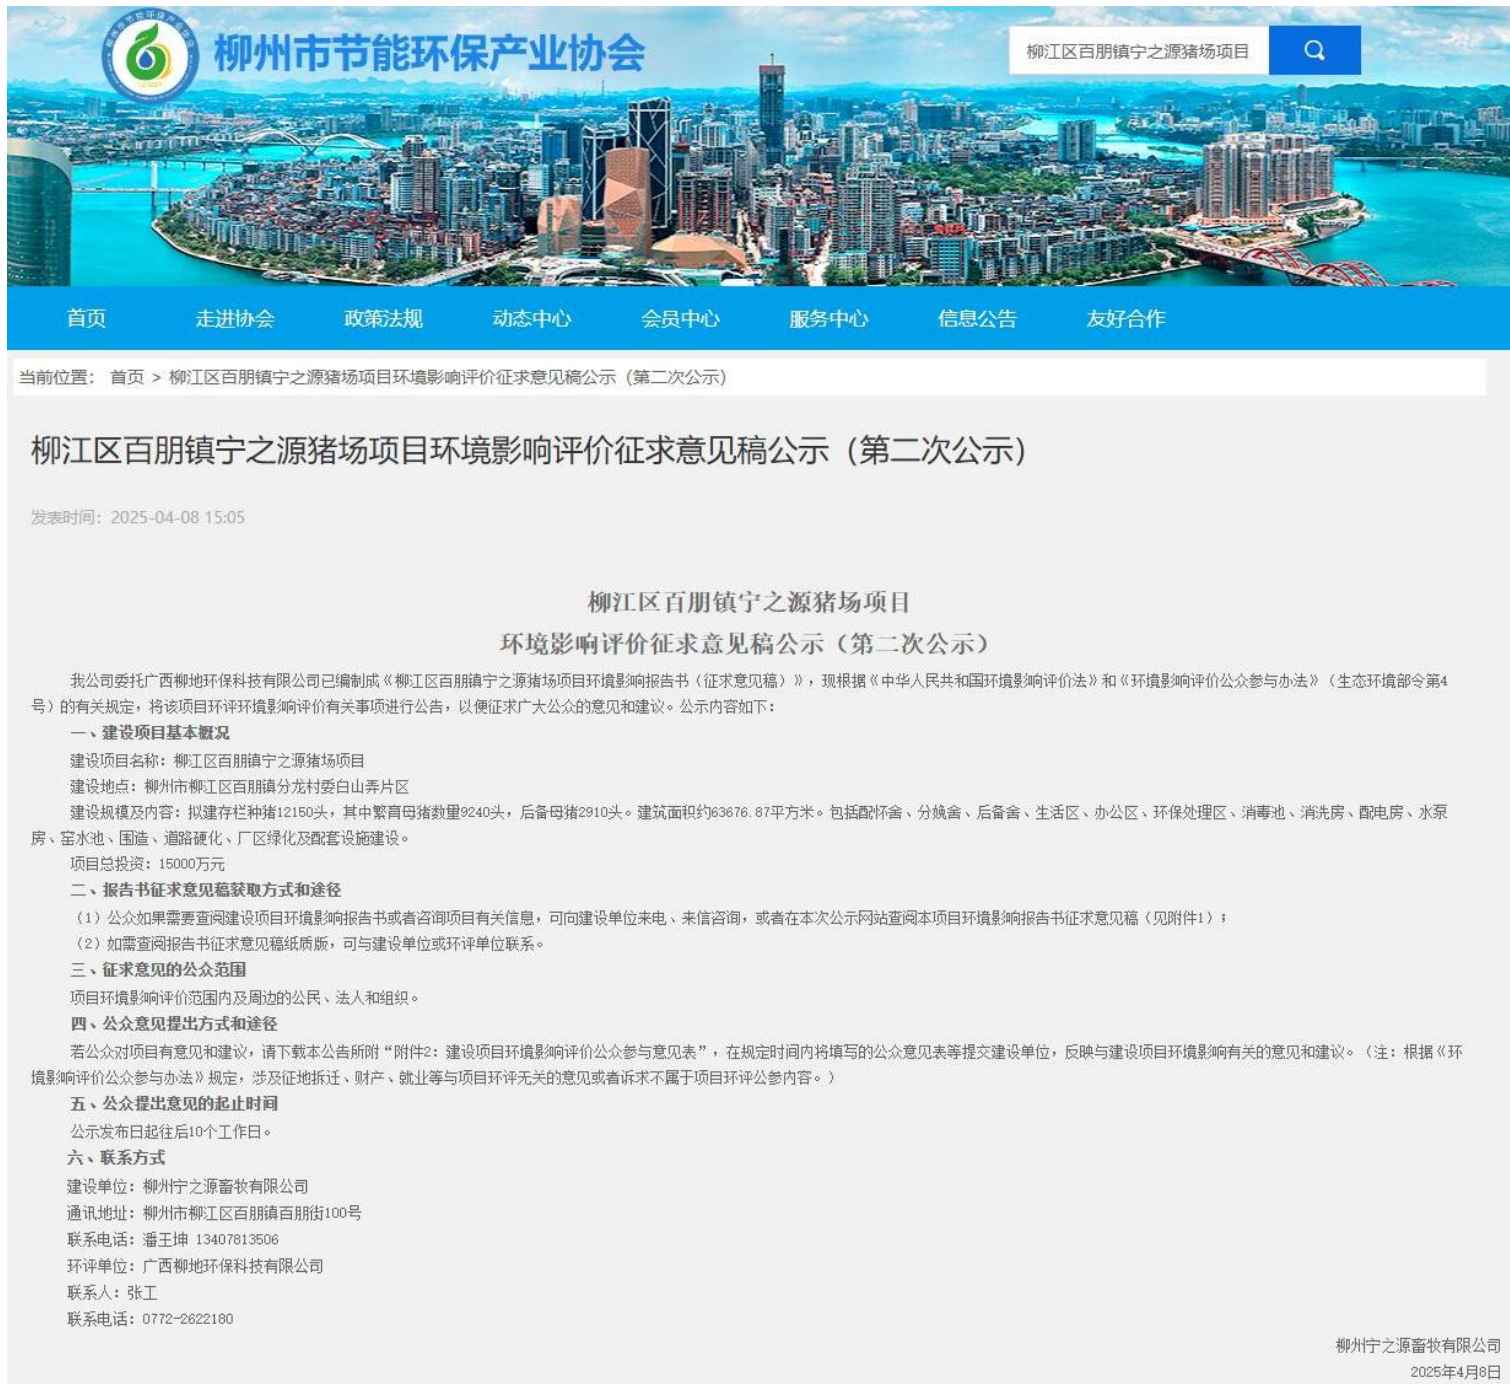 柳州市节能环保产业协会
柳江区百朋镇宁之源猪场项目
首页 走进协会 政策法规 动态中心 会员中心 服务中心 信息公告 友好合作
当前位置： 首页 > 柳江区百朋镇宁之源猪场项目环境影响评价征求意见稿公示（第二次公示）
柳江区百朋镇宁之源猪场项目环境影响评价征求意见稿公示（第二次公示）
发表时间：2025-04-08 15:05
柳江区百朋镇宁之源猪场项目
环境影响评价征求意见稿公示（第二次公示）
我公司委托广西柳地环保科技有限公司已编制成《柳江区百朋镇宁之源猪场项目环境影响报告书（征求意见稿）》，现根据《中华人民共和国环境影响评价法》和《环境影响评价公众参与办法》（生态环境部令第4
号）的有关规定，将该项目环评环境影响评价有关事项进行公告，以便征求广大公众的意见和建议。公示内容如下：
一、建设项目基本概况
建设项目名称：柳江区百朋镇宁之源猪场项目
建设地点：柳州市柳江区百朋镇分龙村委白山弄片区
建设规模及内容：拟建存栏种猪12150头，其中繁育母猪数量9240头，后备母猪2910头。建筑面积约63676.87平方米。包括配怀舍、分娩舍、后备舍、生活区、办公区、环保处理区、消毒池、消洗房、配电房、水泵
房、窑水池、围造、道路硬化、厂区绿化及配套设施建设。
项目总投资：15000万元
二、报告书征求意见稿获取方式和途径
（1）公众如果需要查阅建设项目环境影响报告书或者咨询项目有关信息，可向建设单位来电、来信咨询，或者在本次公示网站查阅本项目环境影响报告书征求意见稿（见附件1）；
（2）如需查阅报告书征求意见稿纸质版，可与建设单位或环评单位联系。
三、征求意见的公众范围
项目环境影响评价范围内及周边的公民、法人和组织。
四、公众意见提出方式和途径
若公众对项目有意见和建议，请下载本公告所附“附件2：建设项目环境影响评价公众参与意见表”，在规定时间内将填写的公众意见表等提交建设单位，反映与建设项目环境影响有关的意见和建议。（注：根据《环
境影响评价公众参与办法》规定，涉及征地拆迁、财产、就业等与项目环评无关的意见或者诉求不属于项目环评公参内容。）
五、公众提出意见的起止时间
公示发布日起往后10个工作日。
六、联系方式
建设单位：柳州宁之源畜牧有限公司
通讯地址：柳州市柳江区百朋镇百朋街100号
联系电话：潘王坤 13407813506
环评单位：广西柳地环保科技有限公司
联系人：张工
联系电话：0772-2622180
柳州宁之源畜牧有限公司
2025年4月8日